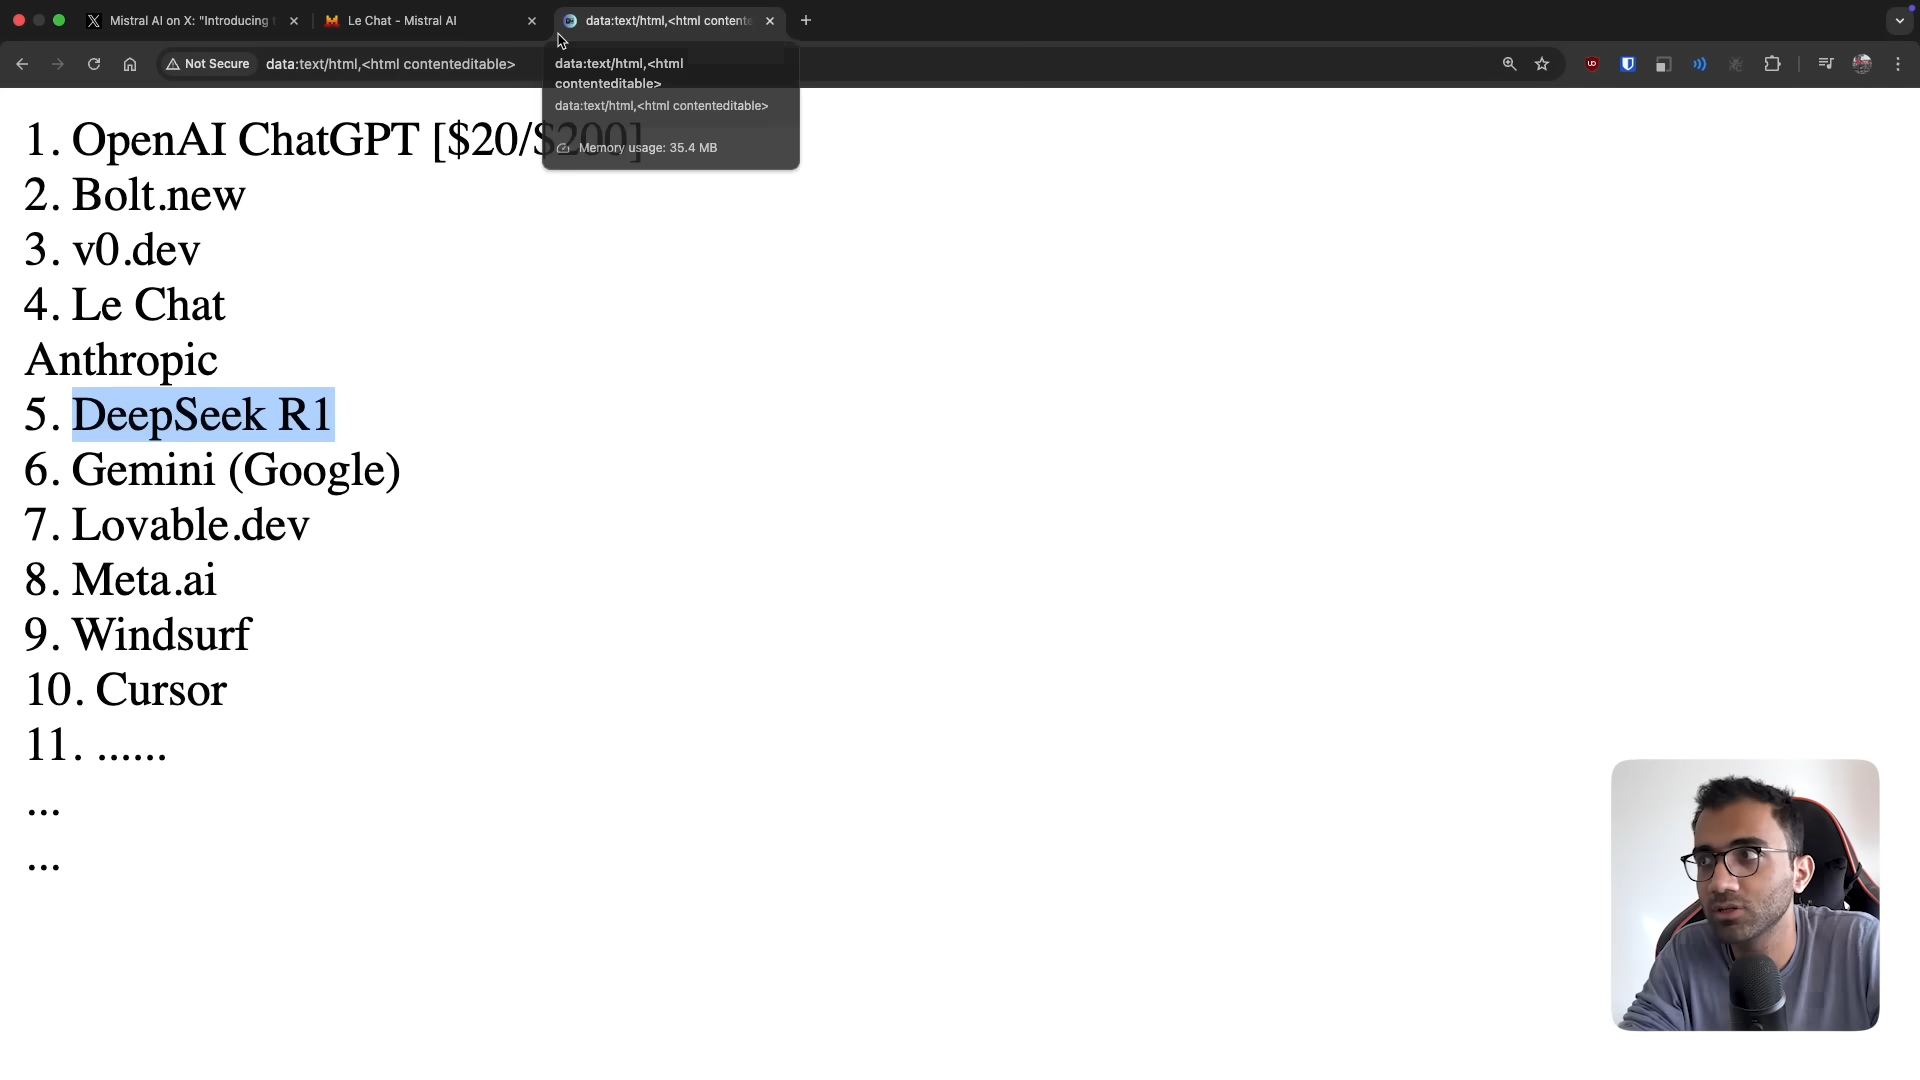 Mistral AI on X: "Introducing t
Le Chat - Mistral AI
data:text/html,<html contente
Not Secure
data:text/html,<html contenteditable>
data:text/html,<html
contenteditable>
data:text/html,<html contenteditable>
Memory usage: 35.4 MB
1. OpenAI ChatGPT [$20/$200]
2. Bolt.new
3. v0.dev
4. Le Chat
Anthropic
5. DeepSeek R1
6. Gemini (Google)
7. Lovable.dev
8. Meta.ai
9. Windsurf
10. Cursor
11. ......
...
...